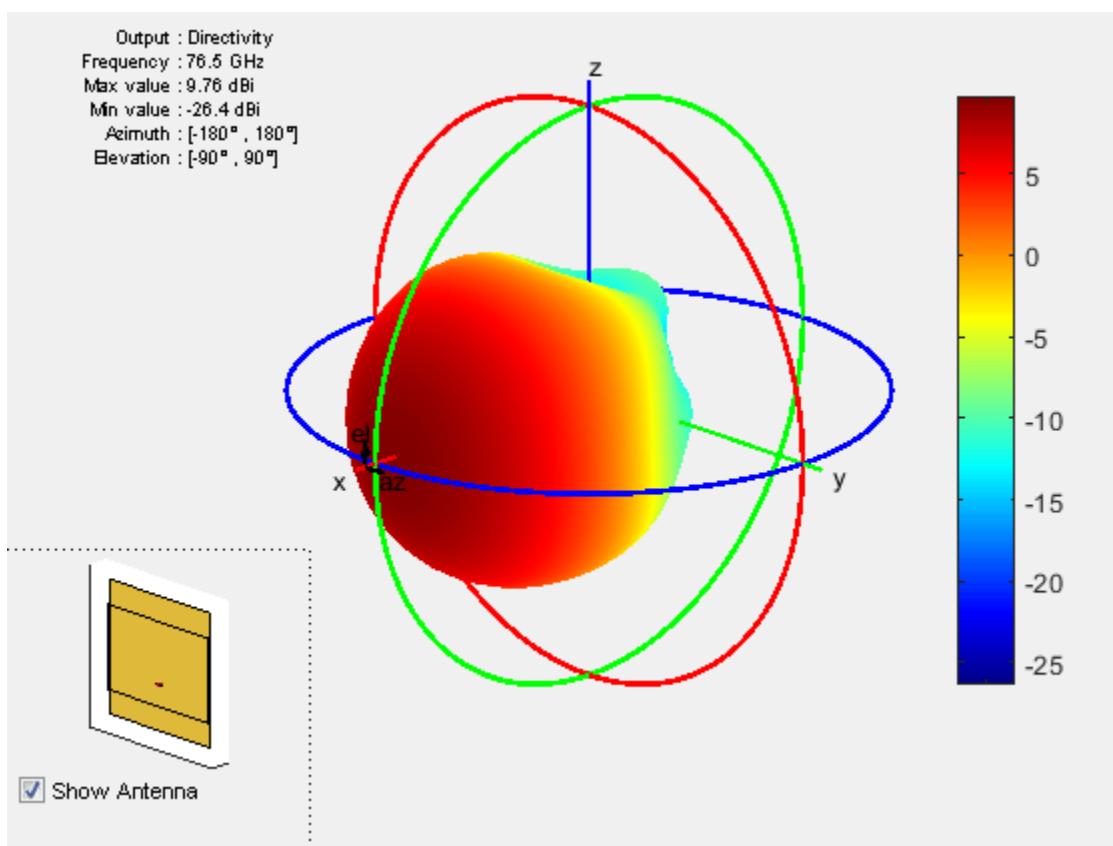 Output : Directivity
Frequency : 76.5 GHz
Max value : 9.76 dBi
Min value : -26.4 dBi
Azimuth : [-180° , 180°]
Elevation : [-90° , 90°]
z
5
0
-5
-10
-15
-20
-25
el
x
az
y
Show Antenna